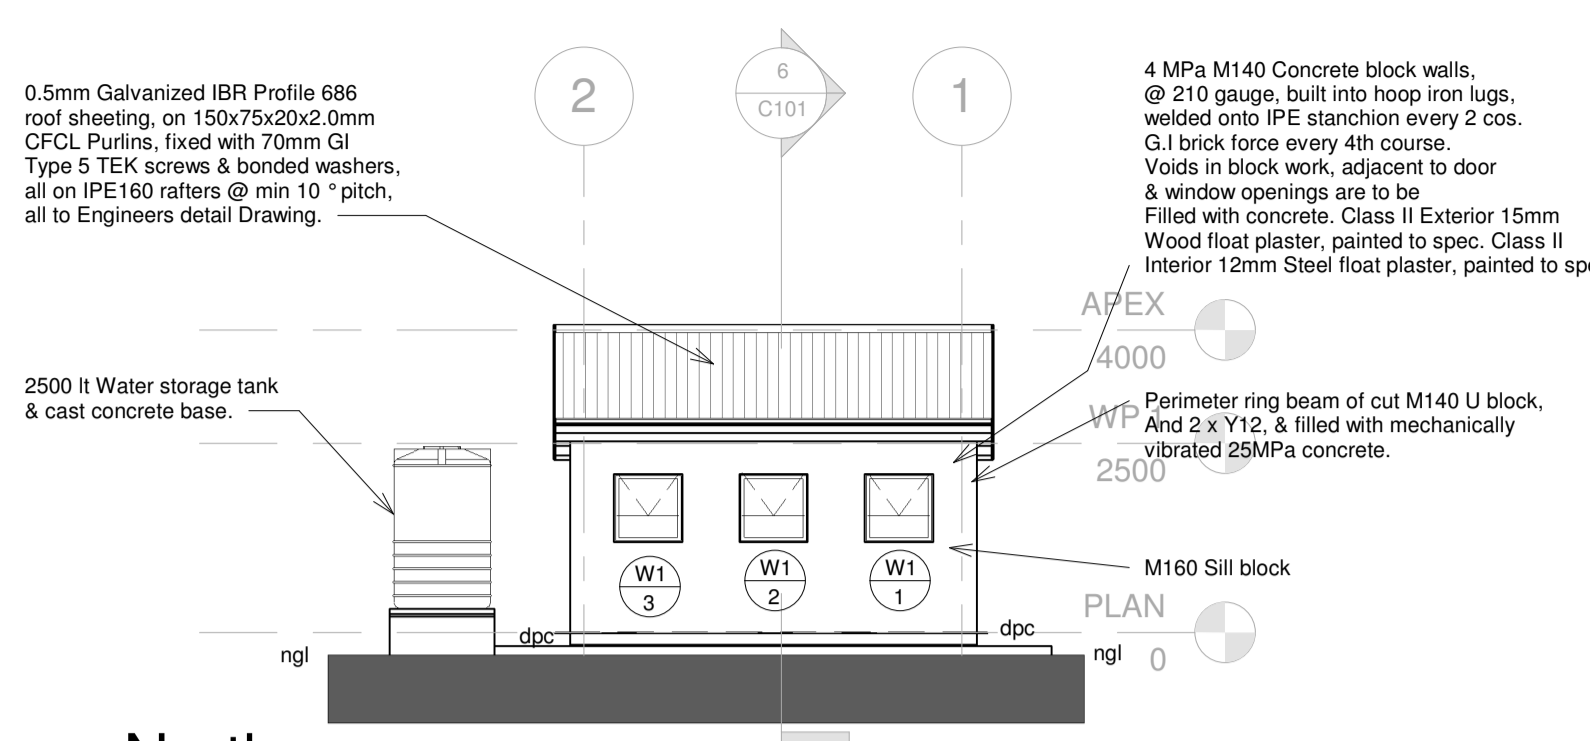 0.5mm Galvanized IBR Profile 686
roof sheeting, on 150x75x20x2.0mm
CFCL Purlins, fixed with 70mm GI
Type 5 TEK screws & bonded washers,
all on IPE160 rafters @ min 10 ° pitch,
all to Engineers detail Drawing.
2
6
C101
1
4 MPa M140 Concrete block walls,
@ 210 gauge, built into hoop iron lugs,
welded onto IPE stanchion every 2 cos.
G.I brick force every 4th course.
Voids in block work, adjacent to door
& window openings are to be
Filled with concrete. Class II Exterior 15mm
Wood float plaster, painted to spec. Class II
Interior 12mm Steel float plaster, painted to
APEX
4000
2500 lt Water storage tank
& cast concrete base.
WP 1
2500
Perimeter ring beam of cut M140 U block,
And 2 x Y12, & filled with mechanically
vibrated 25MPa concrete.
W1
3
W1
2
W1
1
M160 Sill block
PLAN
0
dpc
dpc
ngl
ngl